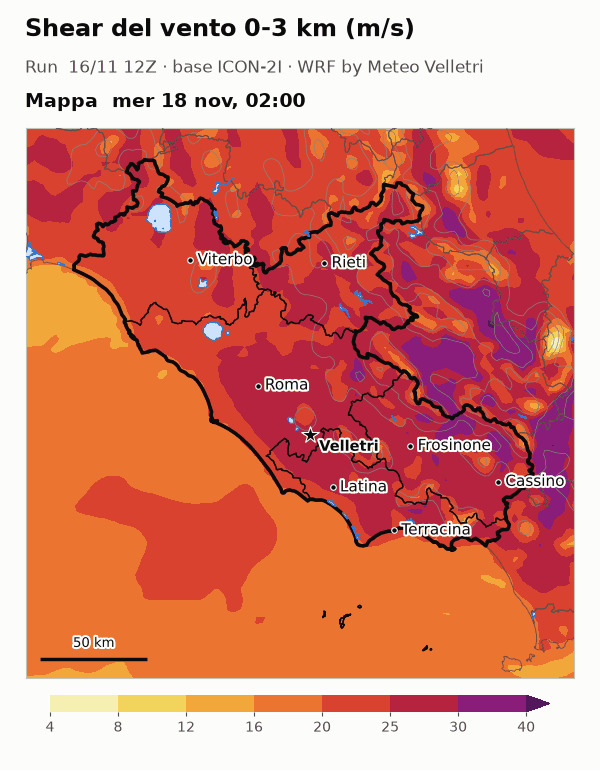 Shear del vento 0-3 km (m/s)
Run  16/11 12Z · base ICON-2I · WRF by Meteo Velletri
Mappa  mer 18 nov, 02:00
Viterbo
Rieti
Roma
Velletri
Frosinone
Cassino
Latina
Terracina
50 km
4 8 12 16 20 25 30 40